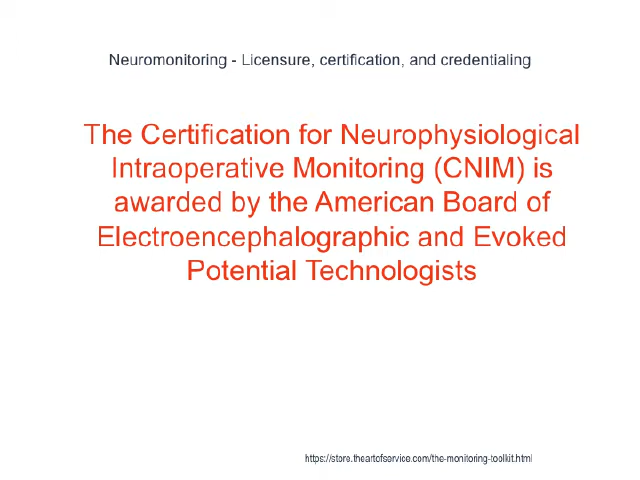 Neuromonitoring - Licensure, certification, and credentialing
The Certification for Neurophysiological
Intraoperative Monitoring (CNIM) is
awarded by the American Board of
Electroencephalographic and Evoked
Potential Technologists
https://store.theartofservice.com/the-monitoring-toolkit.html